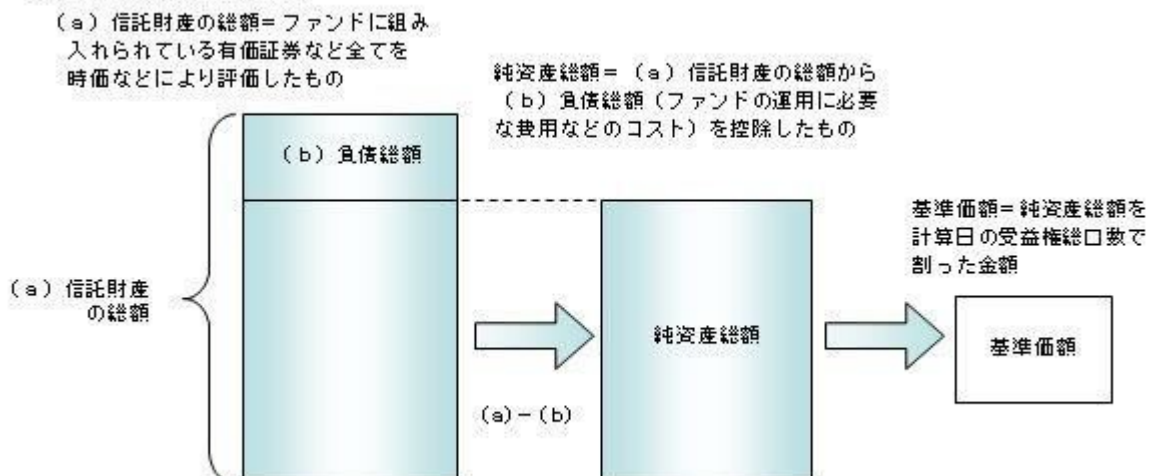 (a)信託財産の総額=ファンドに組み
入れられている有価証券など全てを
時価などにより評価したもの
純資産総額=(a)信託財産の総額から
(b)負債総額(ファンドの運用に必要
な費用などのコスト)を控除したもの
(b)負債総額
基準価額=純資産総額を
計算日の受益権総口数で
割った金額
(a)信託財産
の総額
純資産総額
基準価額
(a)-(b)